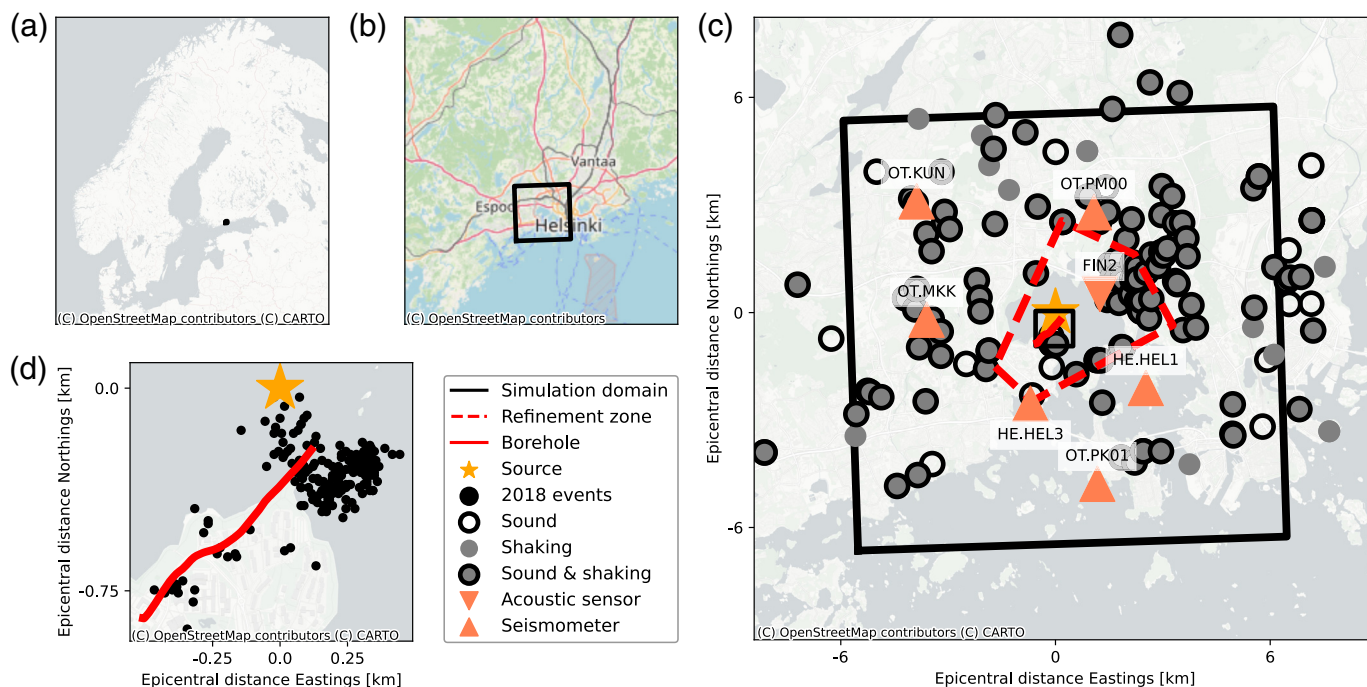 (a)
(C) OpenStreetMap contributors (C) CARTO
(b)
Vantaa
Espoo
Helsinki
(C) OpenStreetMap contributors
(c)
Epicentral distance Northings [km]
6
0
-6
OT.KUN
OT.PM00
FIN2
OT.MKK
HE.HEL1
HE.HEL3
OT.PK01
(C) OpenStreetMap contributors (C) CARTO
-6
0
6
Epicentral distance Eastings [km]
(d)
Epicentral distance Northings [km]
0.0
-0.75
(C) OpenStreetMap contributors (C) CARTO
-0.25
0.0
0.25
Epicentral distance Eastings [km]
Simulation domain
Refinement zone
Borehole
Source
2018 events
Sound
Shaking
Sound & shaking
Acoustic sensor
Seismometer